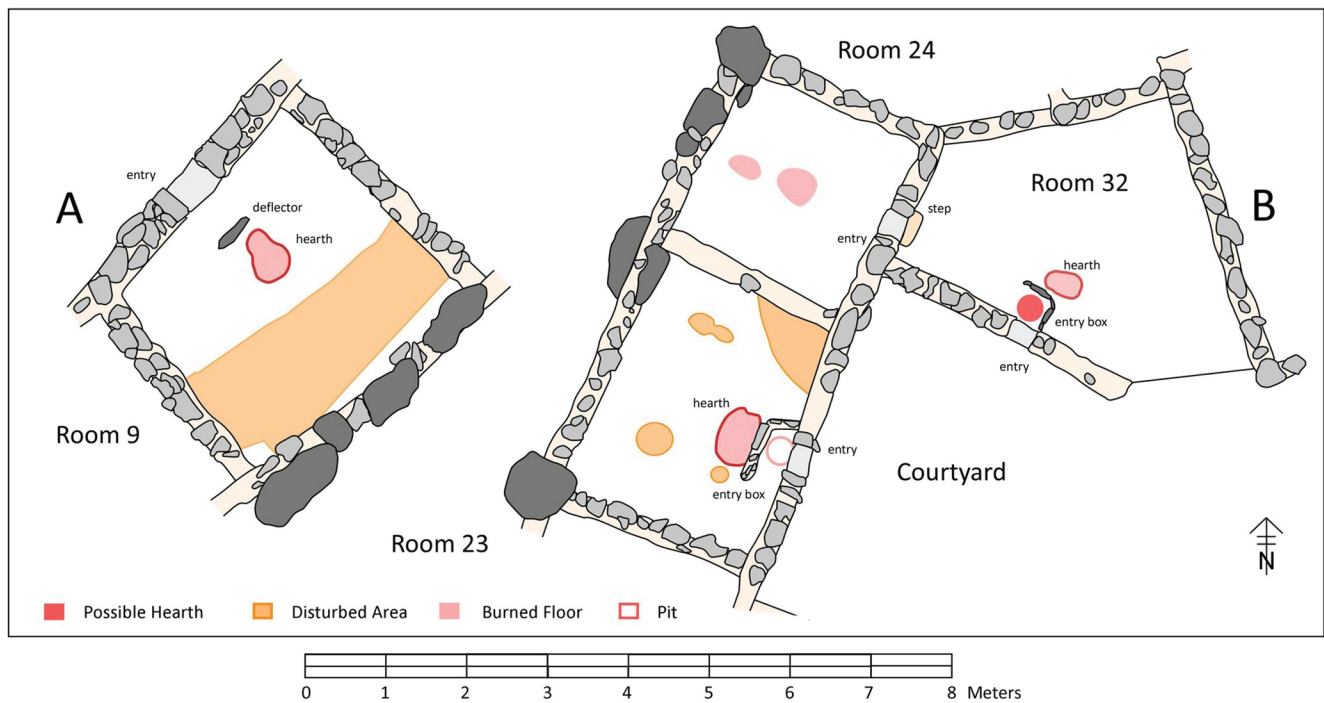 Room 24
A
entry
deflector
hearth
Room 32
B
step
entry
hearth
entry box
entry
hearth
entry
entry box
Room 9
Courtyard
Room 23
N
Possible Hearth
Disturbed Area
Burned Floor
Pit
0 1 2 3 4 5 6 7 8 Meters